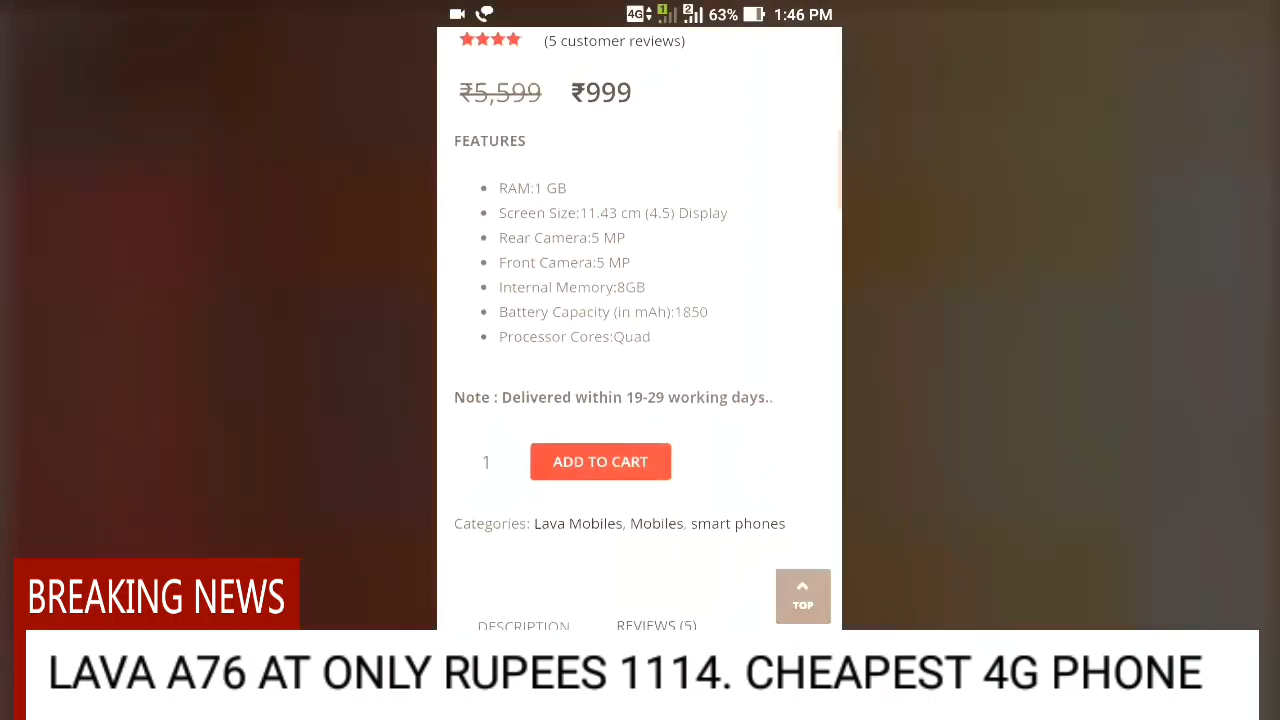 4G 1 2 63% 1:46 PM
(5 customer reviews)
₹5,599 ₹999
FEATURES
RAM:1 GB
Screen Size:11.43 cm (4.5) Display
Rear Camera:5 MP
Front Camera:5 MP
Internal Memory:8GB
Battery Capacity (in mAh):1850
Processor Cores:Quad
Note : Delivered within 19-29 working days..
1 ADD TO CART
Categories: Lava Mobiles, Mobiles, smart phones
TOP
DESCRIPTION REVIEWS (5)
BREAKING NEWS
LAVA A76 AT ONLY RUPEES 1114. CHEAPEST 4G PHONE